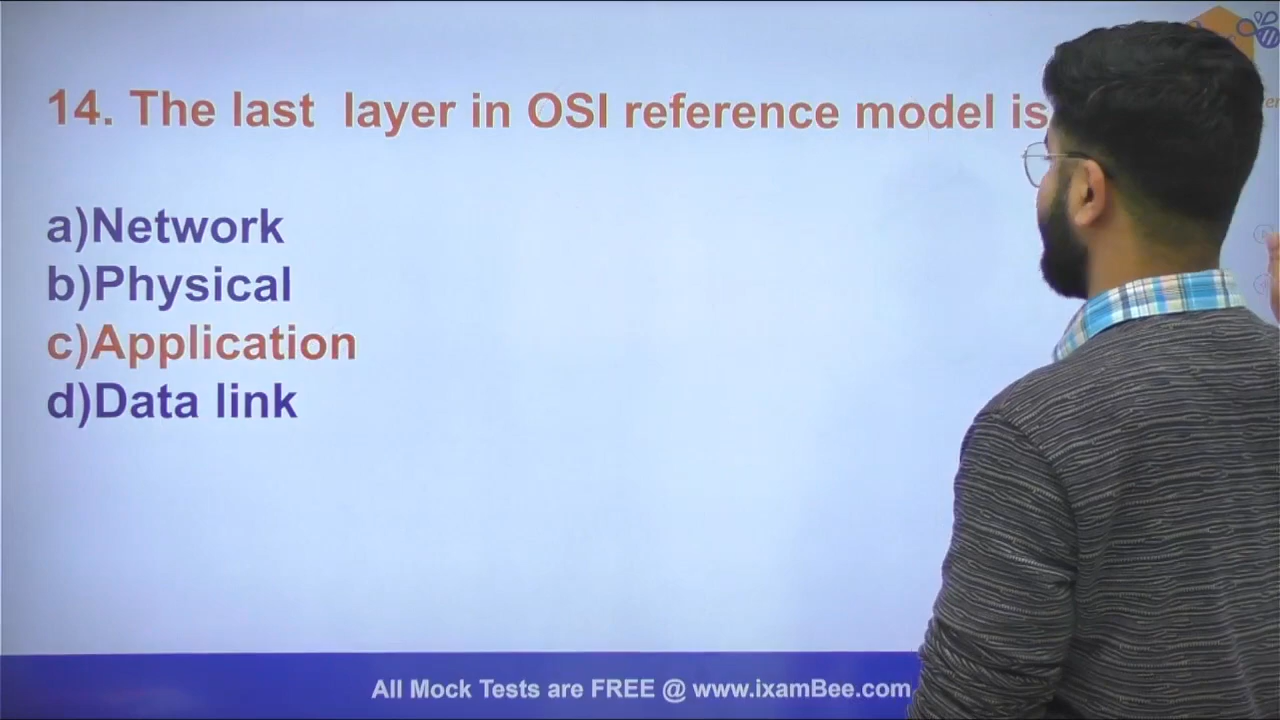 14. The last layer in OSI reference model is
a)Network
b)Physical
c)Application
d)Data link
All Mock Tests are FREE @ www.ixamBee.com